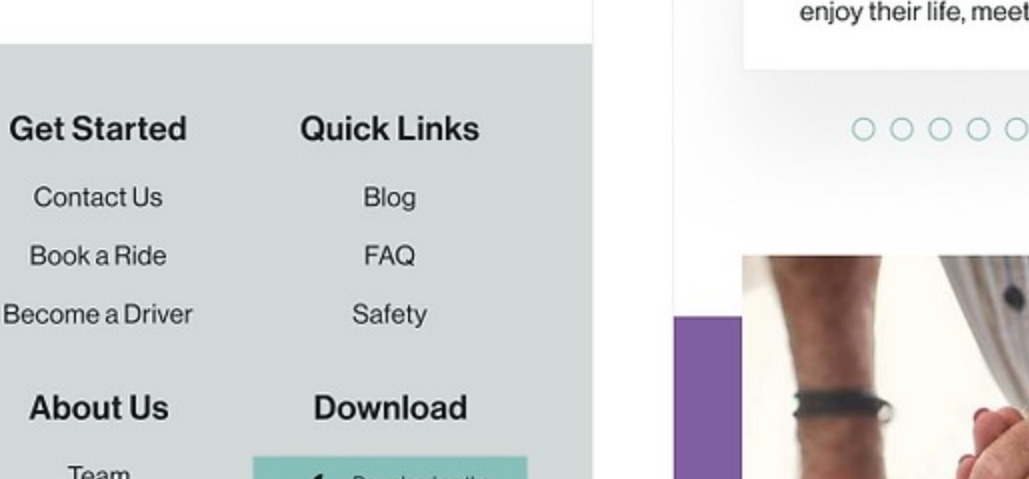 enjoy their life, meet
Get Started
Contact Us
Book a Ride
Become a Driver
Quick Links
Blog
FAQ
Safety
About Us
Team
Download